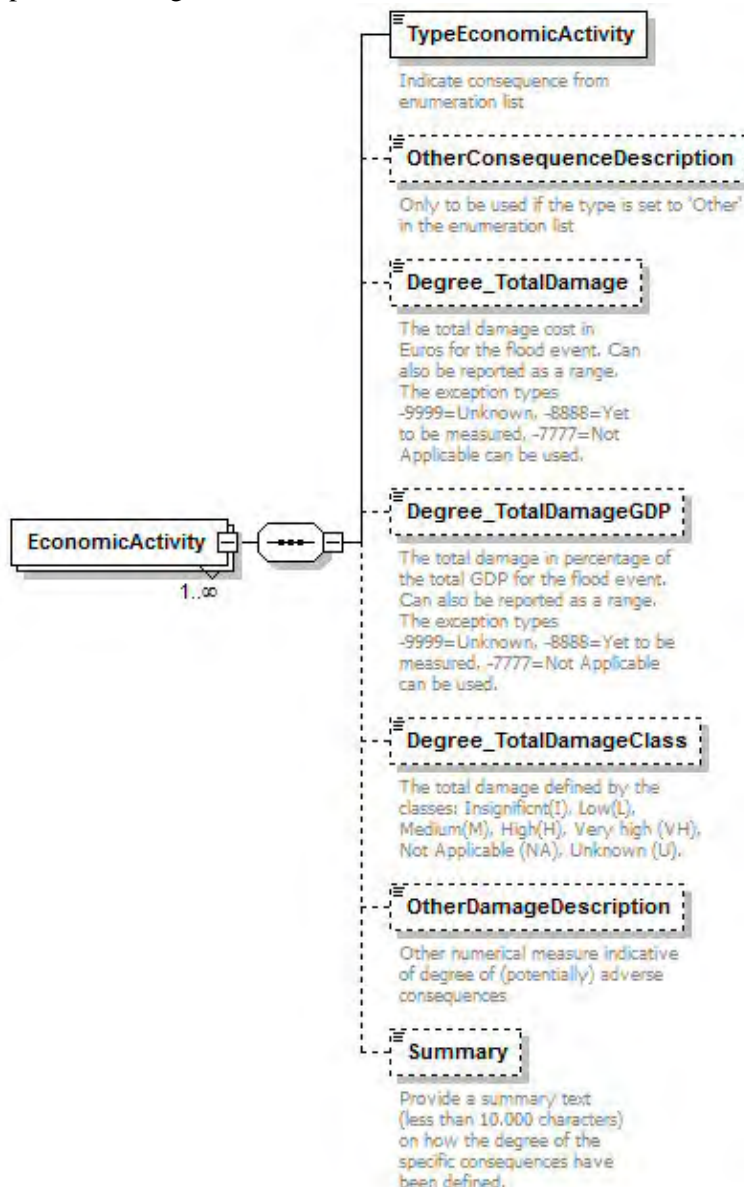 TypeEconomicActivity
Indicate consequence from
enumeration list
OtherConsequenceDescription
Only to be used if the type is set to 'Other'
in the enumeration list
Degree_TotalDamage
The total damage cost in
Euros for the flood event. Can
also be reported as a range.
The exception types
-9999=Unknown, -8888=Yet
to be measured, -7777=Not
Applicable can be used.
Degree_TotalDamageGDP
EconomicActivity
1..∞
The total damage in percentage of
the total GDP for the flood event.
Can also be reported as a range.
The exception types
-9999=Unknown, -8888=Yet to be
measured, -7777=Not Applicable
can be used.
Degree_TotalDamageClass
The total damage defined by the
classes: Insignificnt(I), Low(L),
Medium(M), High(H), Very high (VH),
Not Applicable (NA), Unknown (U).
OtherDamageDescription
Other numerical measure indicative
of degree of (potentially) adverse
consequences
Summary
Provide a summary text
(less than 10.000 characters)
on how the degree of the
specific consequences have
been defined.